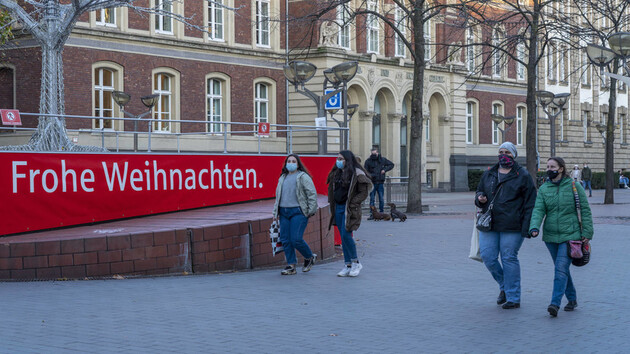 Frohe Weihnachten.